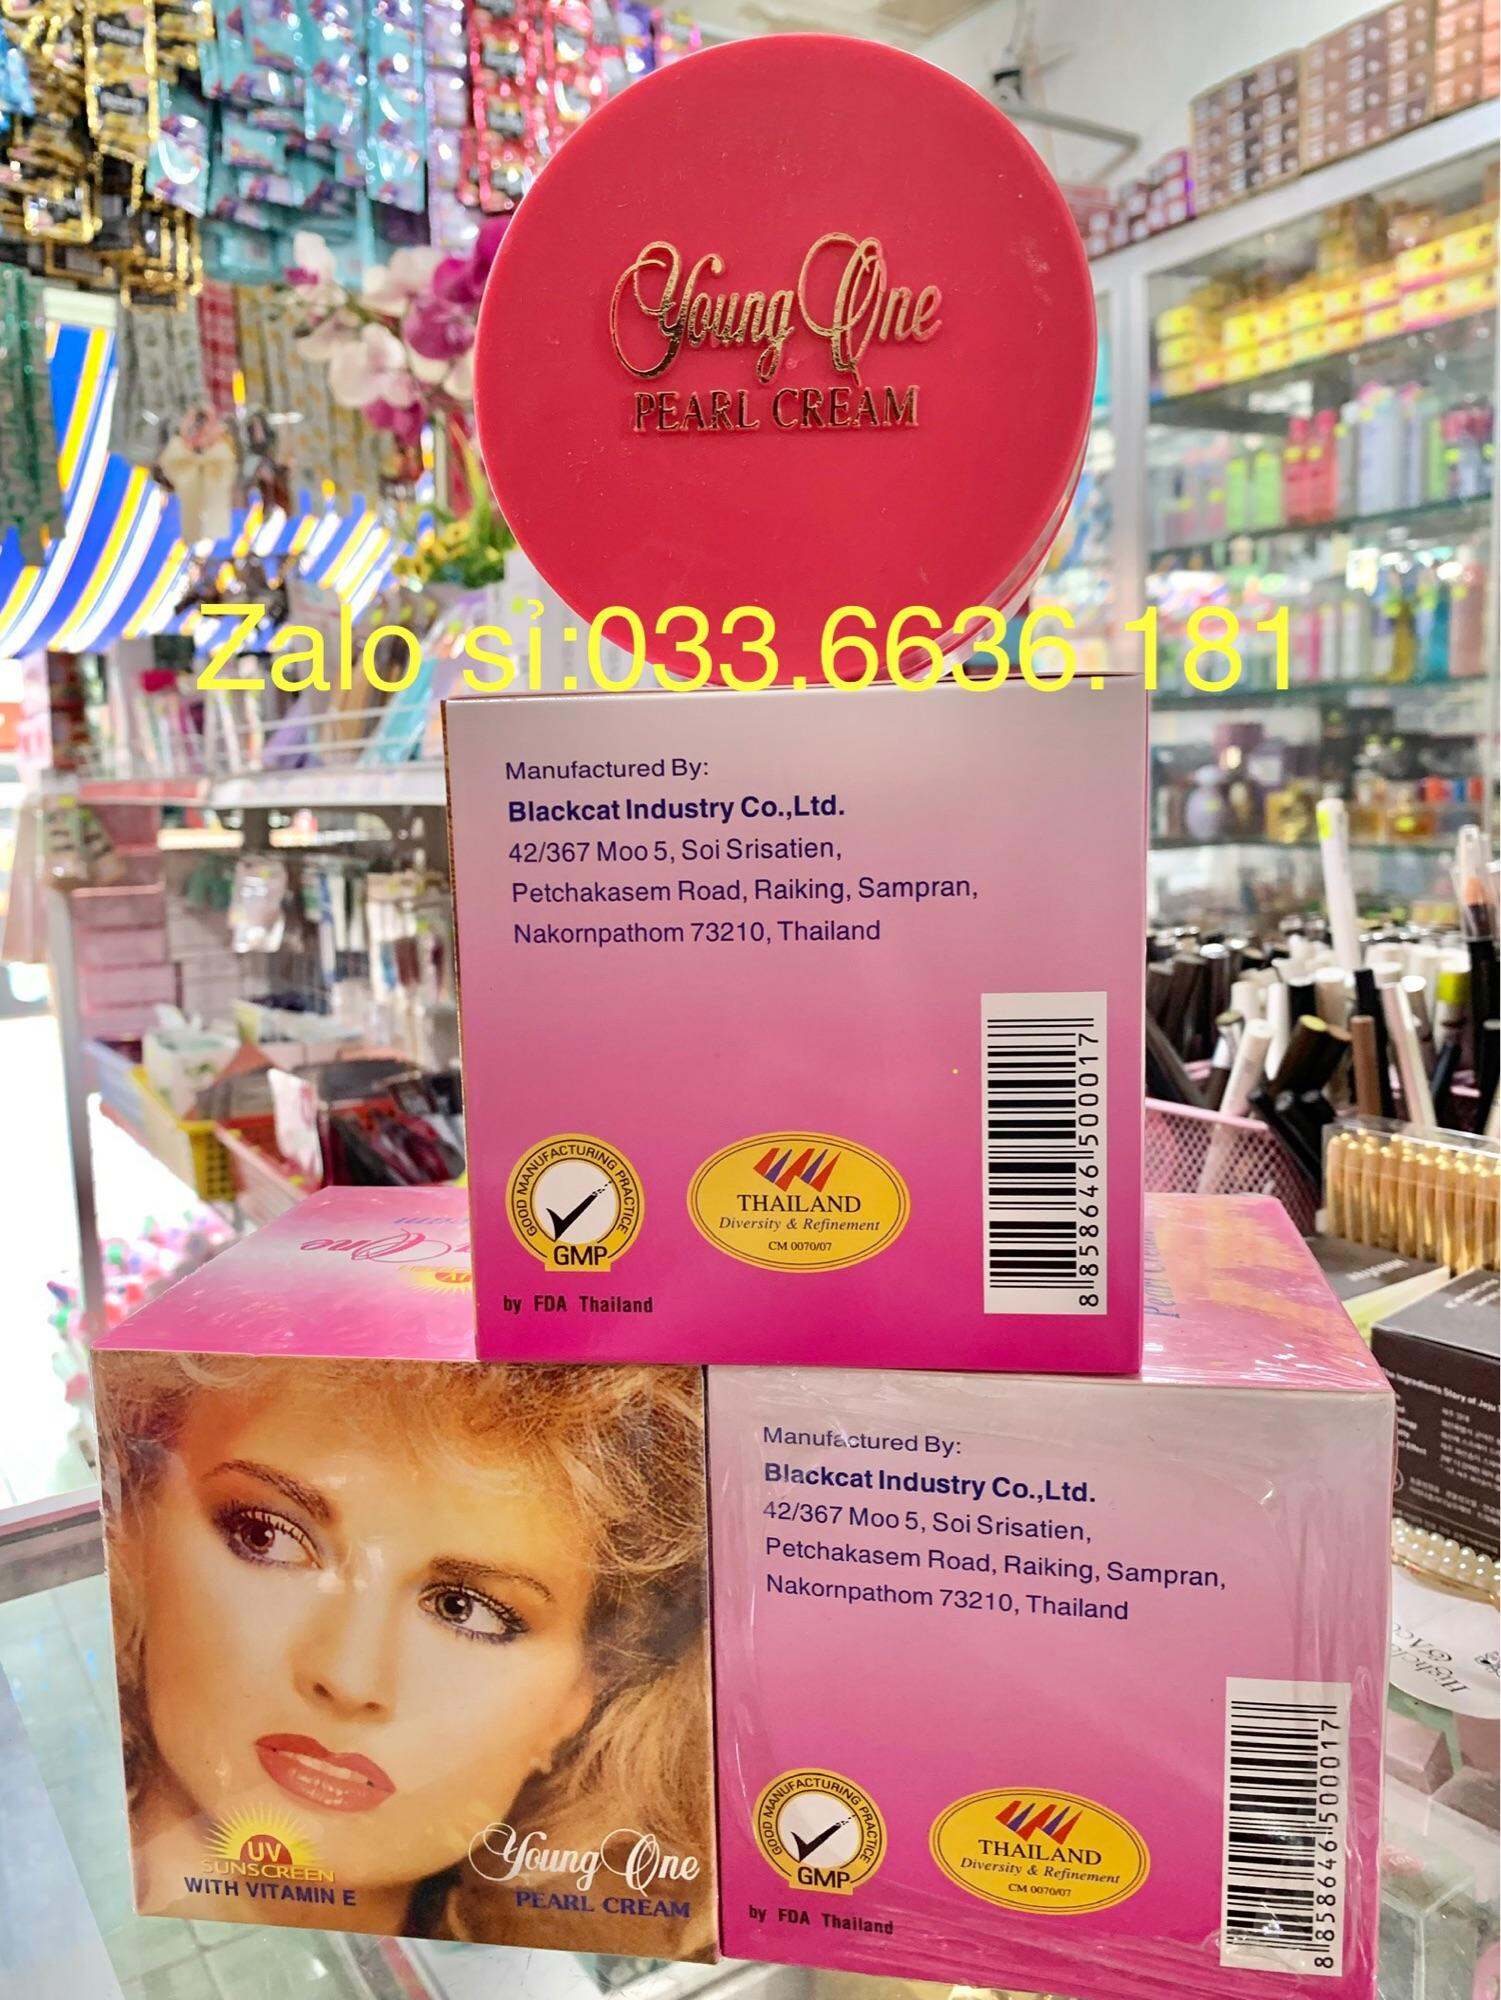 Young One
PEARL CREAM
Zalo sỉ:033.6636.181
Manufactured By:
Blackcat Industry Co.,Ltd.
42/367 Moo 5, Soi Srisatien,
Petchakasem Road, Raiking, Sampran,
Nakornpathom 73210, Thailand
8 858646 500017
GOOD MANUFACTURING PRACTICE
GMP
by FDA Thailand
THAILAND
Diversity & Refinement
CM 0070/07
One
Pearl Cream
UV
SUNSCREEN
WITH VITAMIN E
Young One
PEARL CREAM
Manufactured By:
Blackcat Industry Co.,Ltd.
42/367 Moo 5, Soi Srisatien,
Petchakasem Road, Raiking, Sampran,
Nakornpathom 73210, Thailand
8 858646 500017
GOOD MANUFACTURING PRACTICE
GMP
by FDA Thailand
THAILAND
Diversity & Refinement
CM 0070/07